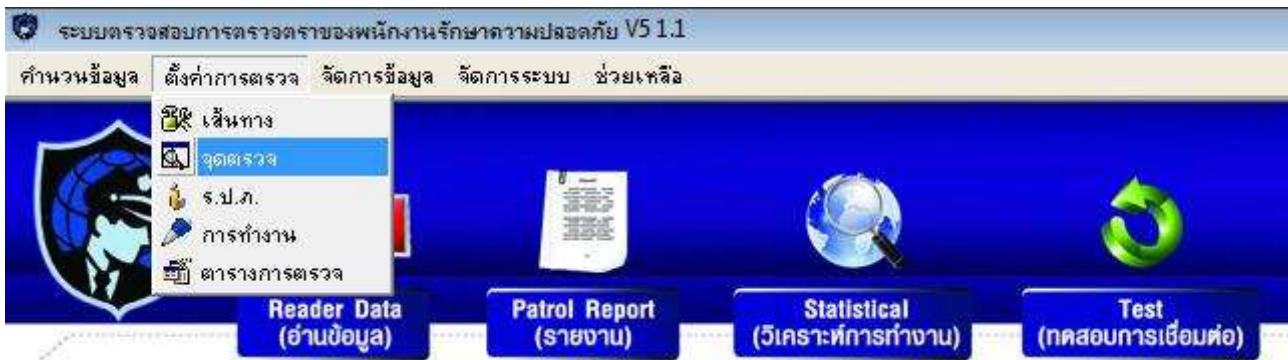 ระบบตรวจสอบการตรวจตราของพนักงานรักษาความปลอดภัย V5 1.1
คำนวนข้อมูล ตั้งค่าการตรวจ จัดการข้อมูล จัดการระบบ ช่วยเหลือ
เส้นทาง
จุดตรวจ
ร.ป.ภ.
การทำงาน
ตารางการตรวจ
Reader Data
(อ่านข้อมูล)
Patrol Report
(รายงาน)
Statistical
(วิเคราะห์การทำงาน)
Test
(ทดสอบการเชื่อมต่อ)